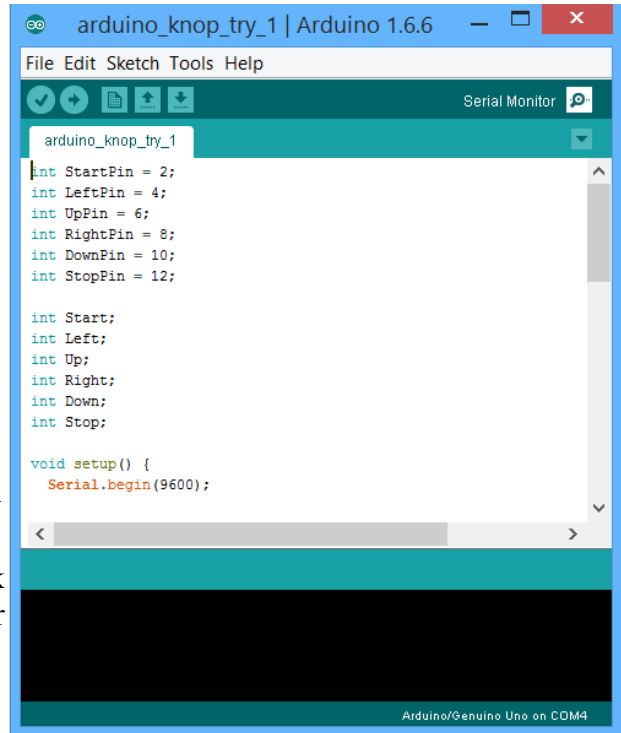 arduino_knop_try_1 | Arduino 1.6.6
File Edit Sketch Tools Help
Serial Monitor
arduino_knop_try_1
int StartPin = 2;
int LeftPin = 4;
int UpPin = 6;
int RightPin = 8;
int DownPin = 10;
int StopPin = 12;
int Start;
int Left;
int Up;
int Right;
int Down;
int Stop;
void setup() {
Serial.begin(9600);
Arduino/Genuino Uno on COM4